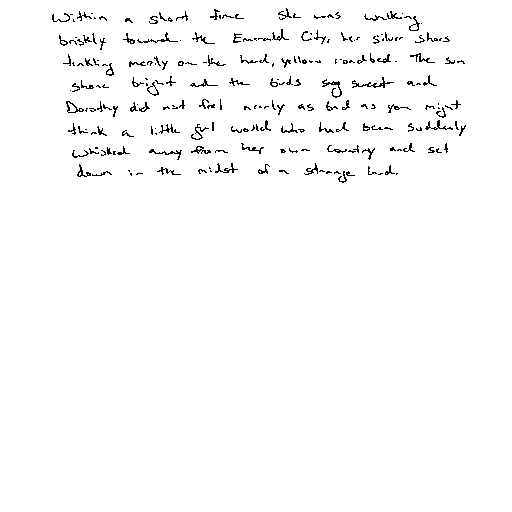 Within a short time she was walking
briskly toward the Emerald City, her silver shoes
tinkling merrily on the hard, yellow roadbed. The sun
shone bright and the birds sang sweet and
Dorothy did not feel nearly as bad as you might
think a little girl would who had been suddenly
whisked away from her own country and set
down in the midst of a strange land.